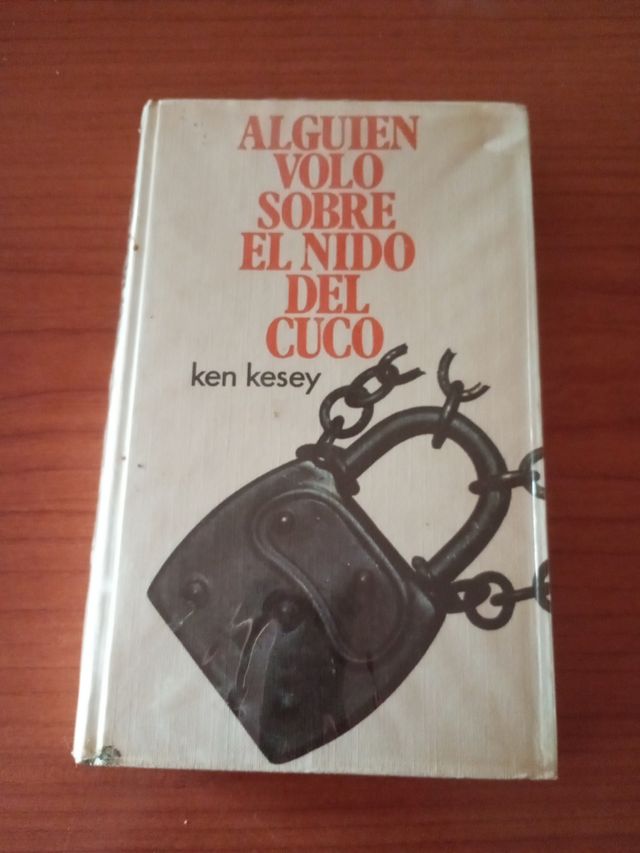 ALGUIEN
VOLO
SOBRE
EL NIDO
DEL
CUCO
ken kesey